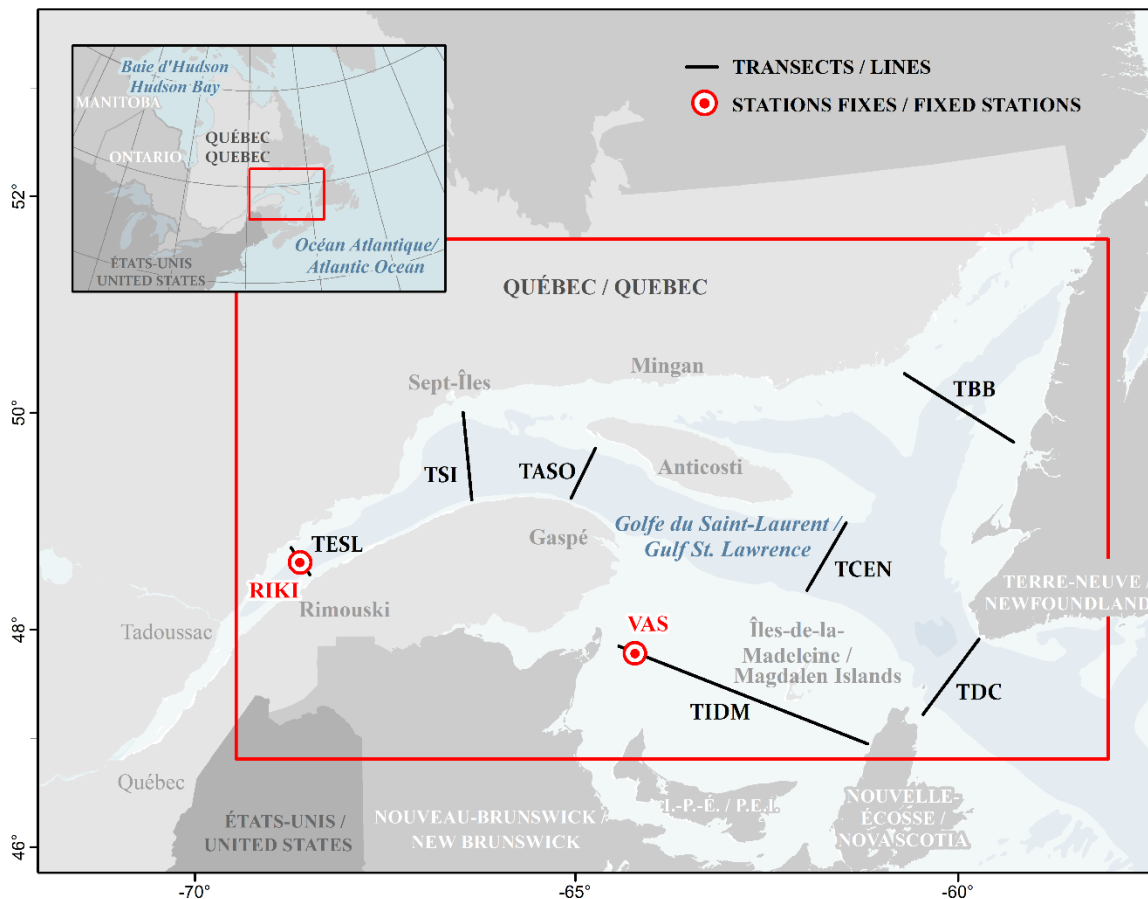 Baie d'Hudson
Hudson Bay
MANITOBA
ONTARIO
QUÉBEC
QUEBEC
Océan Atlantique/
Atlantic Ocean
ÉTATS-UNIS
UNITED STATES
TRANSECTS / LINES
STATIONS FIXES / FIXED STATIONS
52°
50°
48°
46°
QUÉBEC / QUEBEC
Mingan
Sept-Îles
TBB
TSI
TASO
Anticosti
Gaspé
Golfe du Saint-Laurent /
Gulf St. Lawrence
TESL
RIKI
Rimouski
TCEN
TERRE-NEUVE /
NEWFOUNDLAND
Tadoussac
VAS
Îles-de-la-
Madeleine /
Magdalen Islands
TIDM
TDC
Québec
ÉTATS-UNIS /
UNITED STATES
NOUVEAU-BRUNSWICK /
NEW BRUNSWICK
I.-P.-É. / P.E.I.
NOUVELLE-
ÉCOSSE /
NOVA SCOTIA
-70°
-65°
-60°